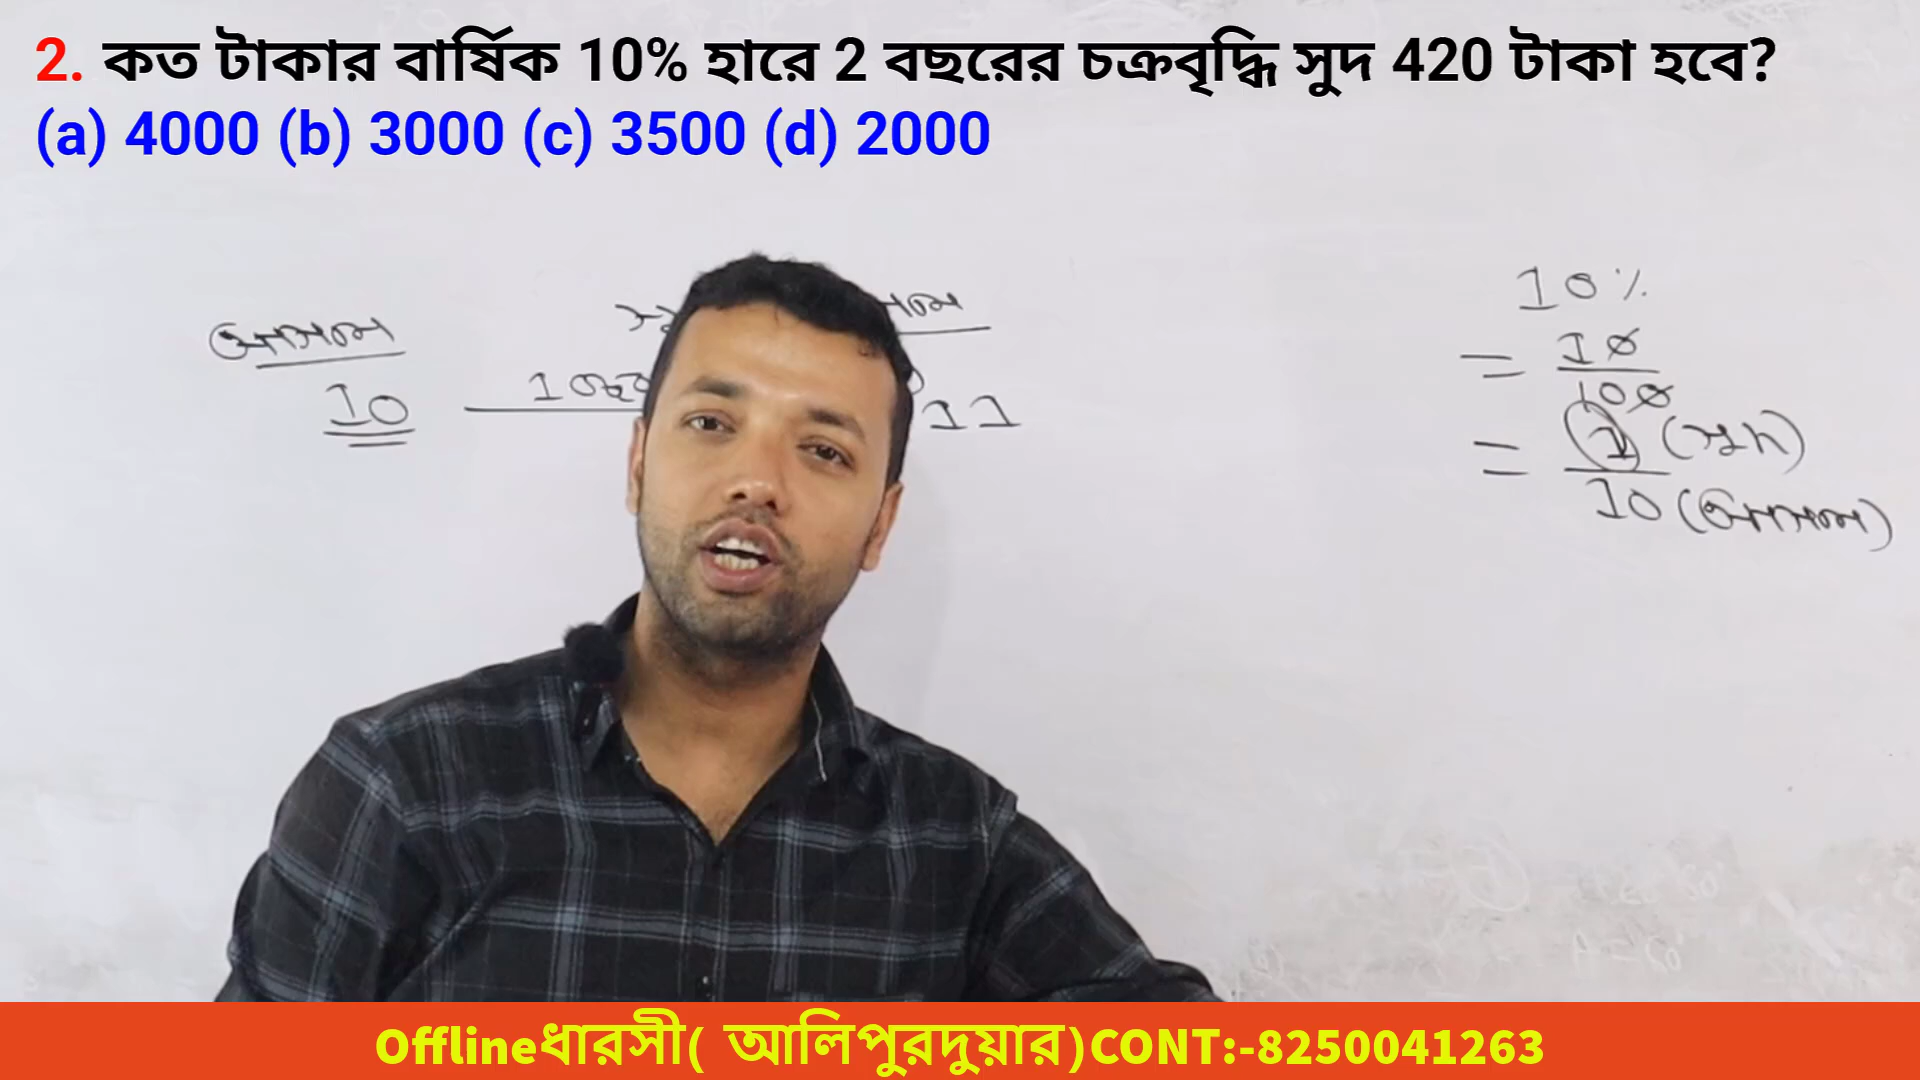 2. কত টাকার বার্ষিক 10% হারে 2 বছরের চক্রবৃদ্ধি সুদ 420 টাকা হবে?
(a) 4000 (b) 3000 (c) 3500 (d) 2000
আসল
10
1
11
10%
= 10
100
= 1 (সুদ)
10 (আসল)
Offlineধারসী( আলিপুরদুয়ার)CONT:-8250041263